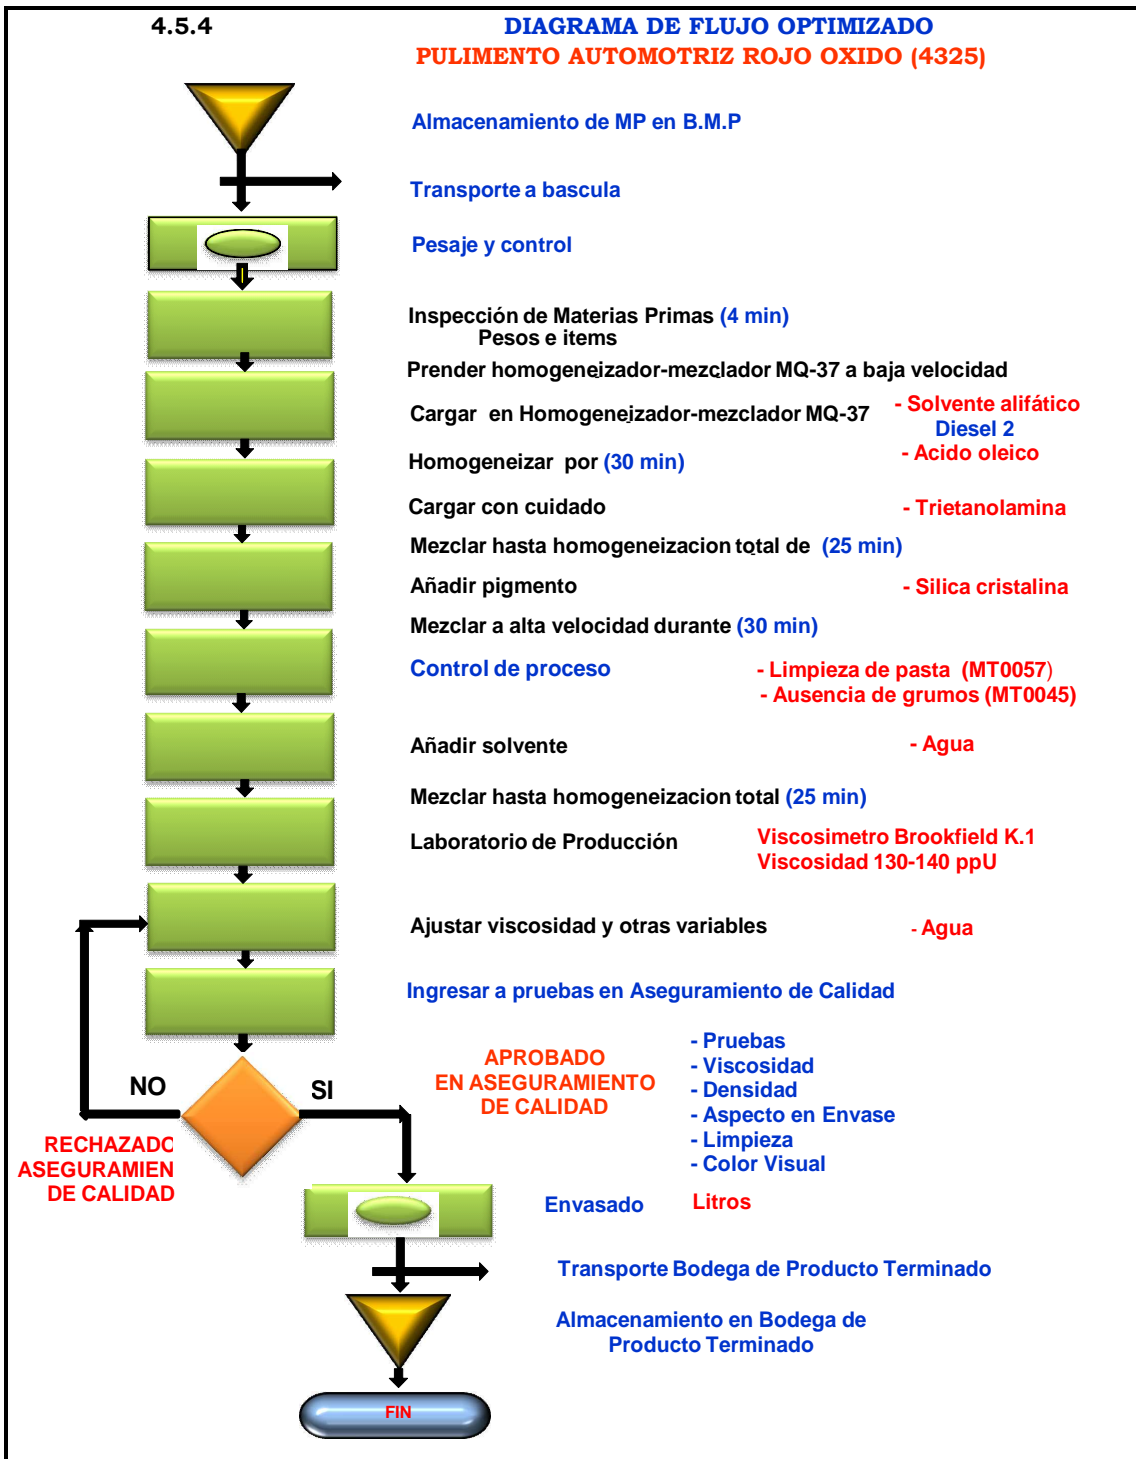 4.5.4 DIAGRAMA DE FLUJO OPTIMIZADO
PULIMENTO AUTOMOTRIZ ROJO OXIDO (4325)
Almacenamiento de MP en B.M.P
Transporte a bascula
Pesaje y control
Inspección de Materias Primas (4 min)
Pesos e items
Prender homogeneizador-mezclador MQ-37 a baja velocidad
Cargar en Homogeneizador-mezclador MQ-37 - Solvente alifático
Diesel 2
Homogeneizar por (30 min) - Acido oleico
Cargar con cuidado - Trietanolamina
Mezclar hasta homogeneizacion total de (25 min)
Añadir pigmento - Silica cristalina
Mezclar a alta velocidad durante (30 min)
Control de proceso - Limpieza de pasta (MT0057)
- Ausencia de grumos (MT0045)
Añadir solvente - Agua
Mezclar hasta homogeneizacion total (25 min)
Laboratorio de Producción Viscosimetro Brookfield K.1
Viscosidad 130-140 ppU
Ajustar viscosidad y otras variables - Agua
Ingresar a pruebas en Aseguramiento de Calidad
NO SI
APROBADO
EN ASEGURAMIENTO
DE CALIDAD
- Pruebas
- Viscosidad
- Densidad
- Aspecto en Envase
- Limpieza
- Color Visual
RECHAZADO
ASEGURAMIEN
DE CALIDAD
Envasado Litros
Transporte Bodega de Producto Terminado
Almacenamiento en Bodega de
Producto Terminado
FIN